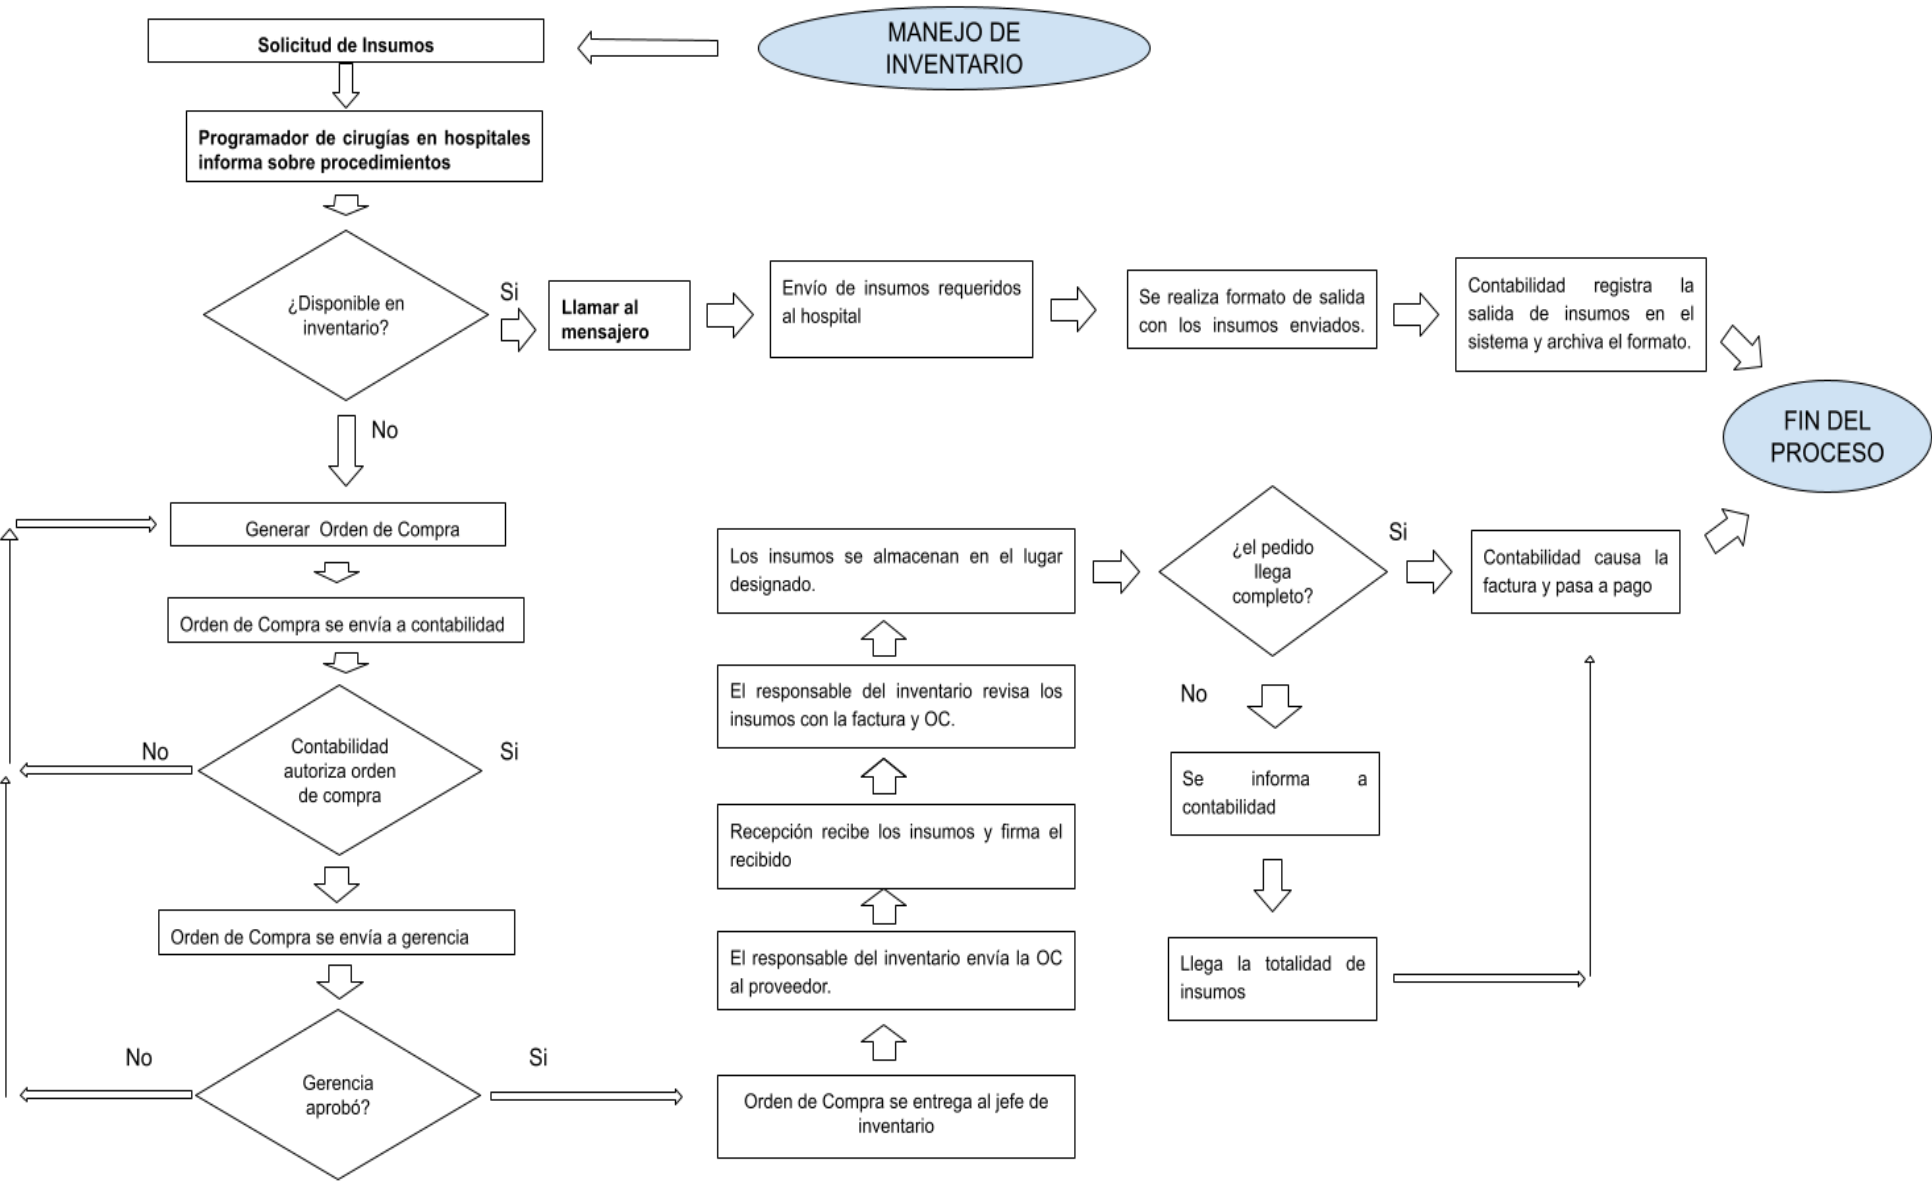 MANEJO DE
INVENTARIO
Solicitud de Insumos
Programador de cirugías en hospitales
informa sobre procedimientos
¿Disponible en
inventario?
Si
Llamar al
mensajero
Envío de insumos requeridos
al hospital
Se realiza formato de salida
con los insumos enviados.
Contabilidad registra la
salida de insumos en el
sistema y archiva el formato.
FIN DEL
PROCESO
No
Generar Orden de Compra
Orden de Compra se envía a contabilidad
Contabilidad
autoriza orden
de compra
No
Si
Orden de Compra se envía a gerencia
Gerencia
aprobó?
No
Si
Orden de Compra se entrega al jefe de
inventario
El responsable del inventario envía la OC
al proveedor.
Recepción recibe los insumos y firma el
recibido
El responsable del inventario revisa los
insumos con la factura y OC.
Los insumos se almacenan en el lugar
designado.
¿el pedido
llega
completo?
Si
Contabilidad causa la
factura y pasa a pago
No
Se informa a
contabilidad
Llega la totalidad de
insumos